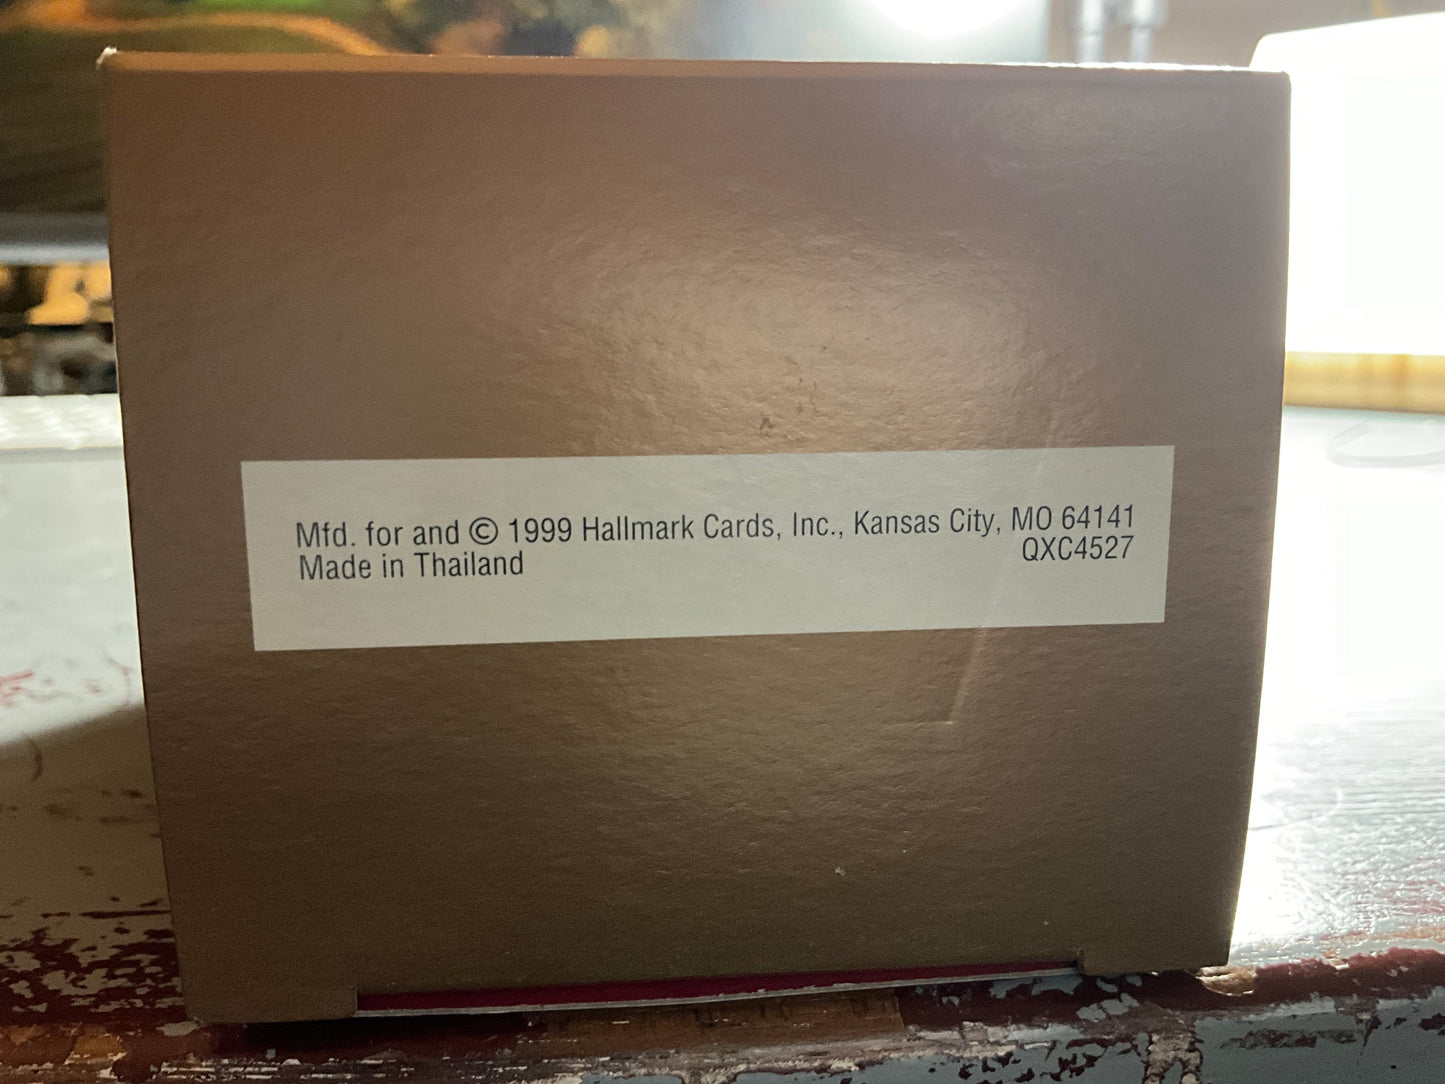 Mfd. for and © 1999 Hallmark Cards, Inc., Kansas City, MO 64141
Made in Thailand
QXC4527